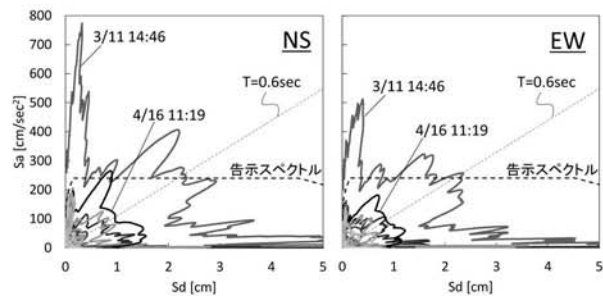 800
700
600
500
400
300
200
100
0
Sa [cm/sec²]
NS
3/11 14:46
T=0.6sec
4/16 11:19
告示スペクトル
0 1 2 3 4 5
Sd [cm]
EW
3/11 14:46
T=0.6sec
4/16 11:19
告示スペクトル
0 1 2 3 4 5
Sd [cm]